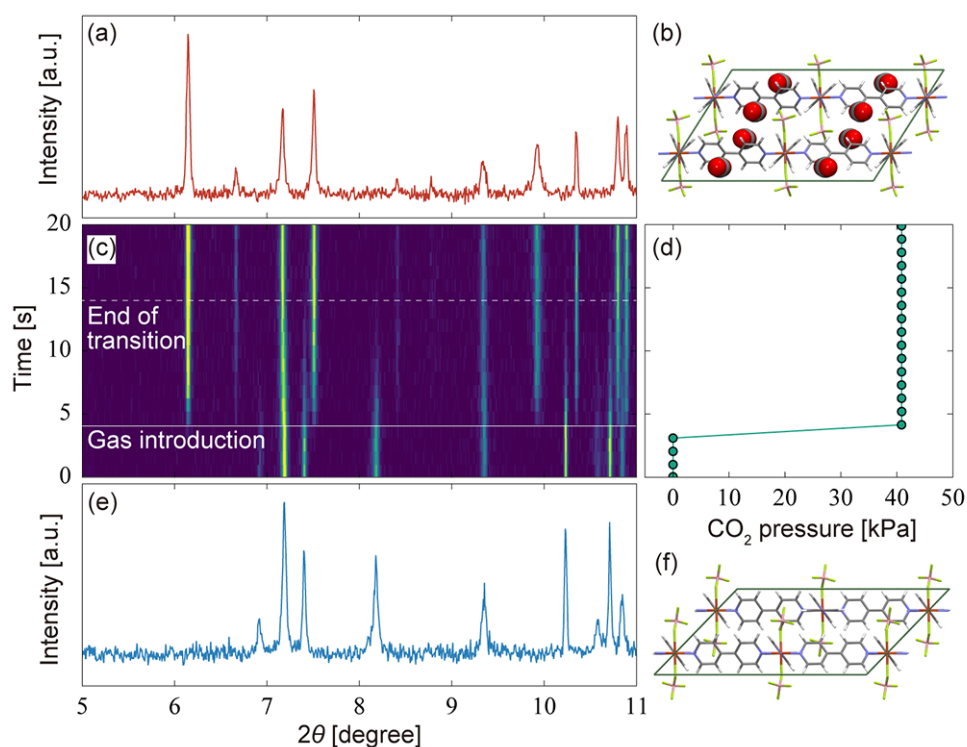 (a)
Intensity [a.u.]
(b)
(c)
20
15
10
5
0
Time [s]
End of
transition
Gas introduction
(d)
0 10 20 30 40 50
CO₂ pressure [kPa]
(e)
Intensity [a.u.]
5 6 7 8 9 10 11
2θ [degree]
(f)